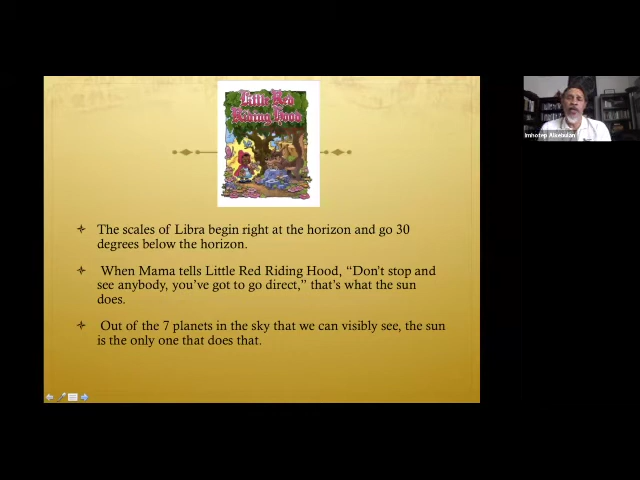 Little Red
Riding Hood
The scales of Libra begin right at the horizon and go 30
degrees below the horizon.
When Mama tells Little Red Riding Hood, “Don't stop and
see anybody, you’ve got to go direct,” that’s what the sun
does.
Out of the 7 planets in the sky that we can visibly see, the sun
is the only one that does that.
Imhotep Alkebulan